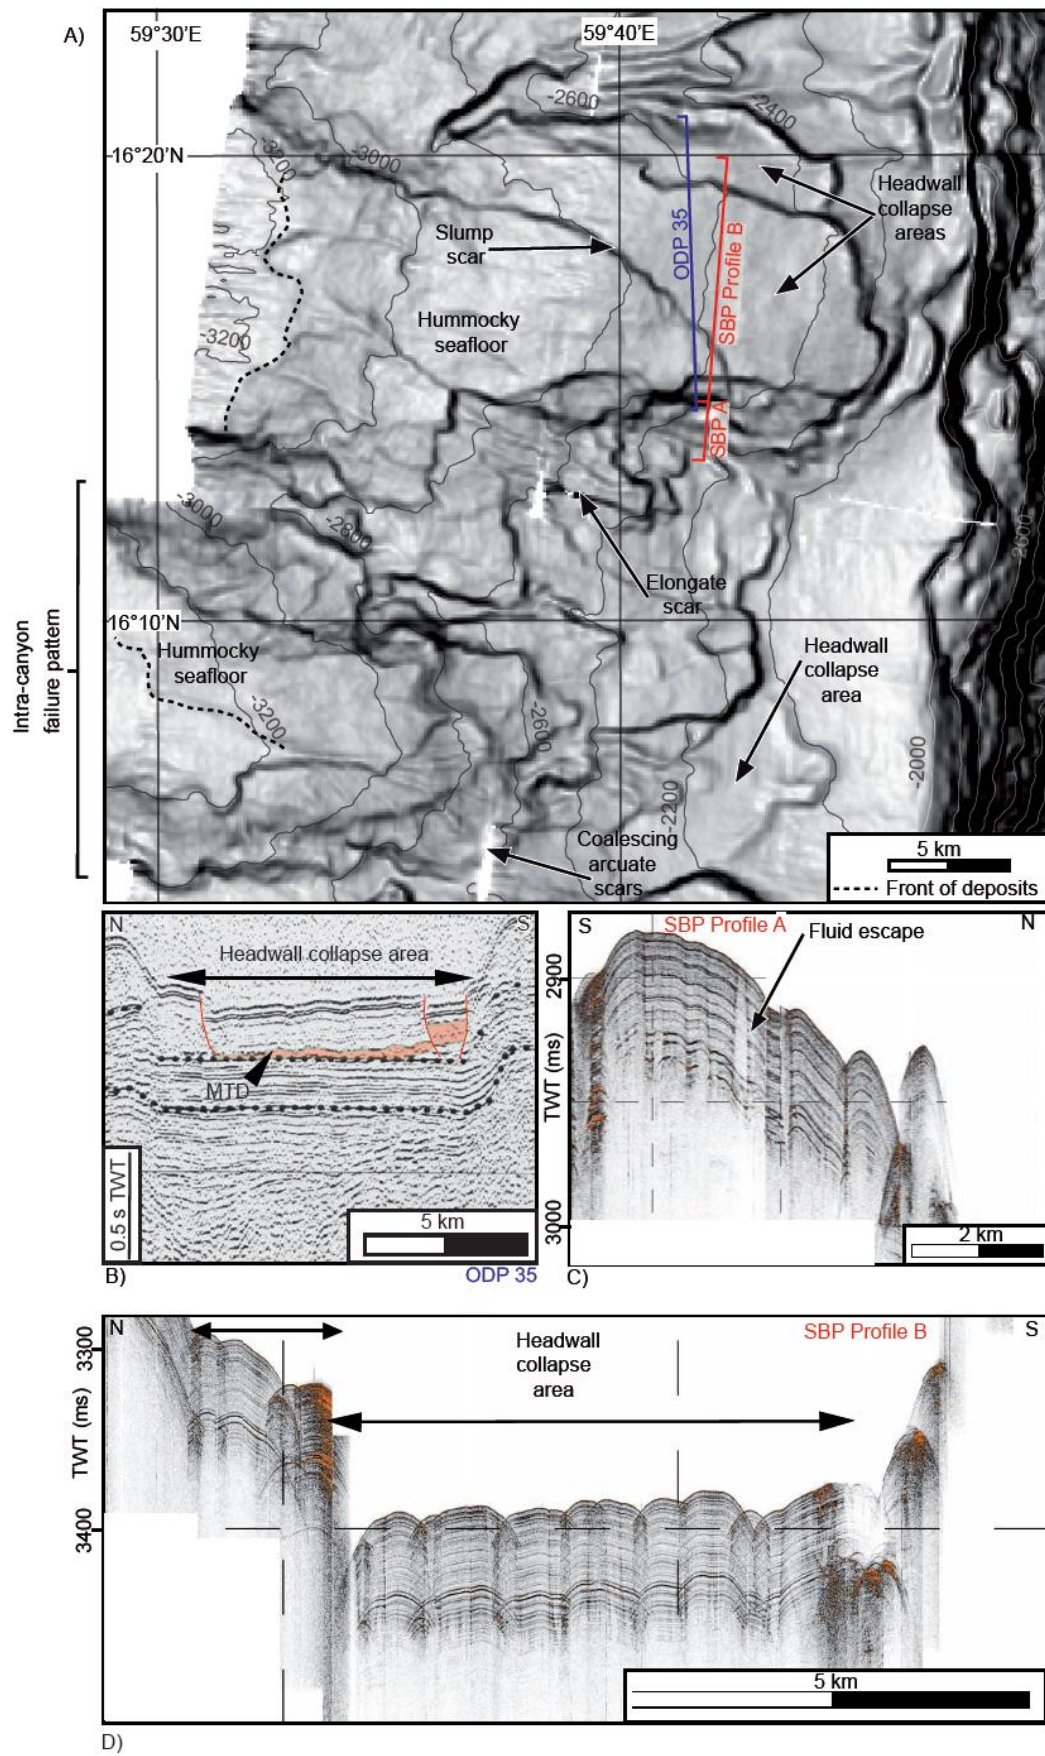 A)
59°30'E
59°40'E
-2600
-2400
16°20'N
-3200
-3000
Headwall
collapse
areas
Slump
scar
ODP 35
SBP Profile B
Hummocky
seafloor
-3200
SBP A
-3000
-2800
2600
Intra-canyon
failure pattern
Elongate
scar
16°10'N
Hummocky
seafloor
Headwall
collapse
area
-3200
-2600
-2000
-2200
Coalescing
arcuate
scars
5 km
Front of deposits
N
S
Headwall collapse area
MTD
0.5 s TWT
5 km
B)
ODP 35
S
SBP Profile A
N
Fluid escape
2900
TWT (ms)
3000
2 km
C)
N
S
Headwall
collapse
area
SBP Profile B
3300
TWT (ms)
3400
5 km
D)